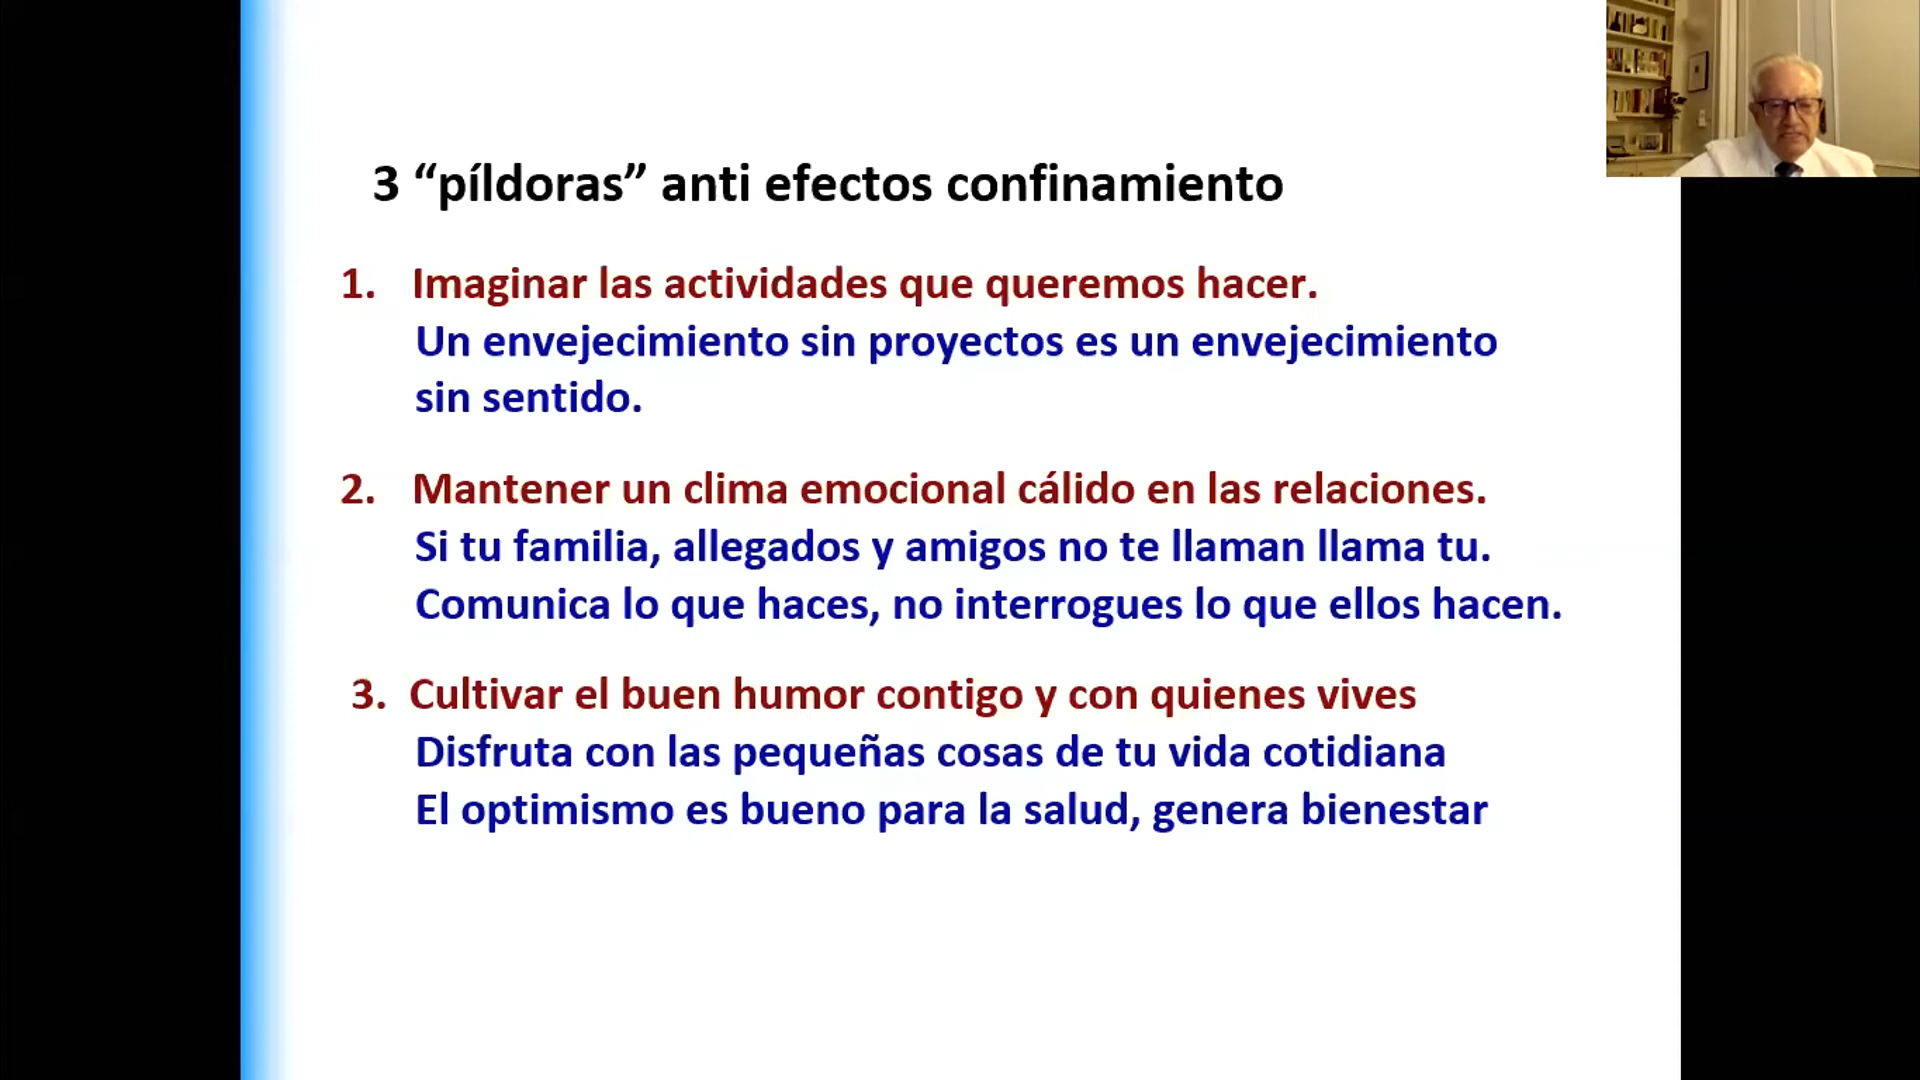 3 “píldoras” anti efectos confinamiento
1. Imaginar las actividades que queremos hacer.
Un envejecimiento sin proyectos es un envejecimiento
sin sentido.
2. Mantener un clima emocional cálido en las relaciones.
Si tu familia, allegados y amigos no te llaman llama tu.
Comunica lo que haces, no interrogues lo que ellos hacen.
3. Cultivar el buen humor contigo y con quienes vives
Disfruta con las pequeñas cosas de tu vida cotidiana
El optimismo es bueno para la salud, genera bienestar